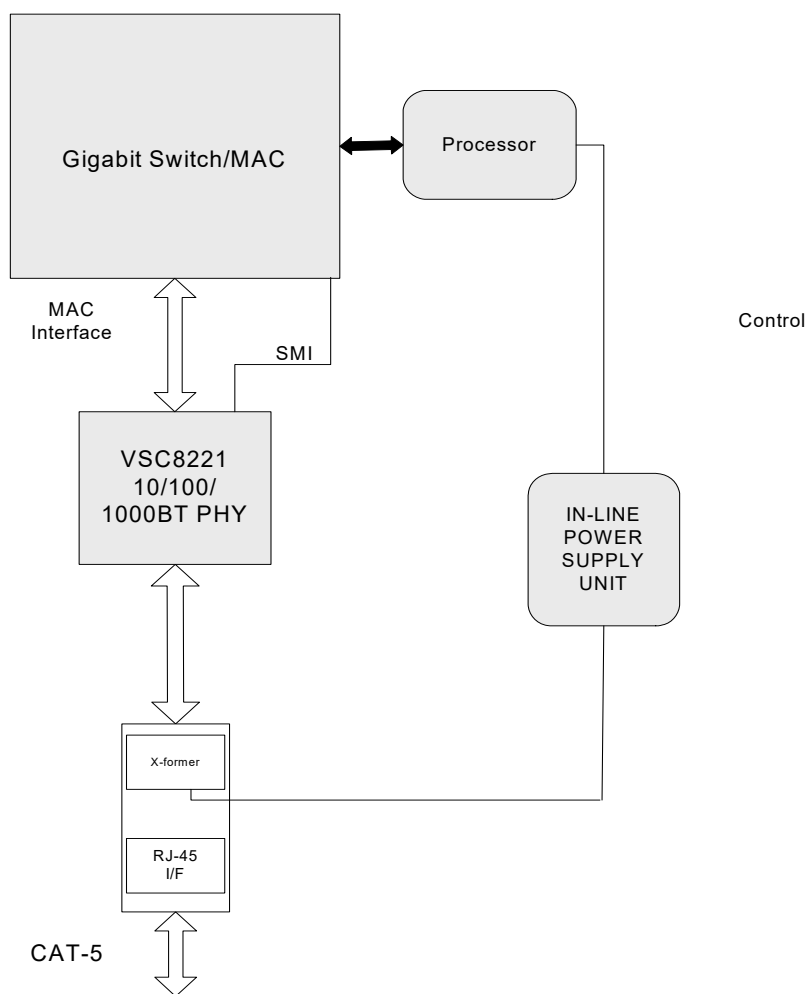 Gigabit Switch/MAC
Processor
MAC
Interface
SMI
Control
VSC8221
10/100/
1000BT PHY
IN-LINE
POWER
SUPPLY
UNIT
X-former
RJ-45
I/F
CAT-5